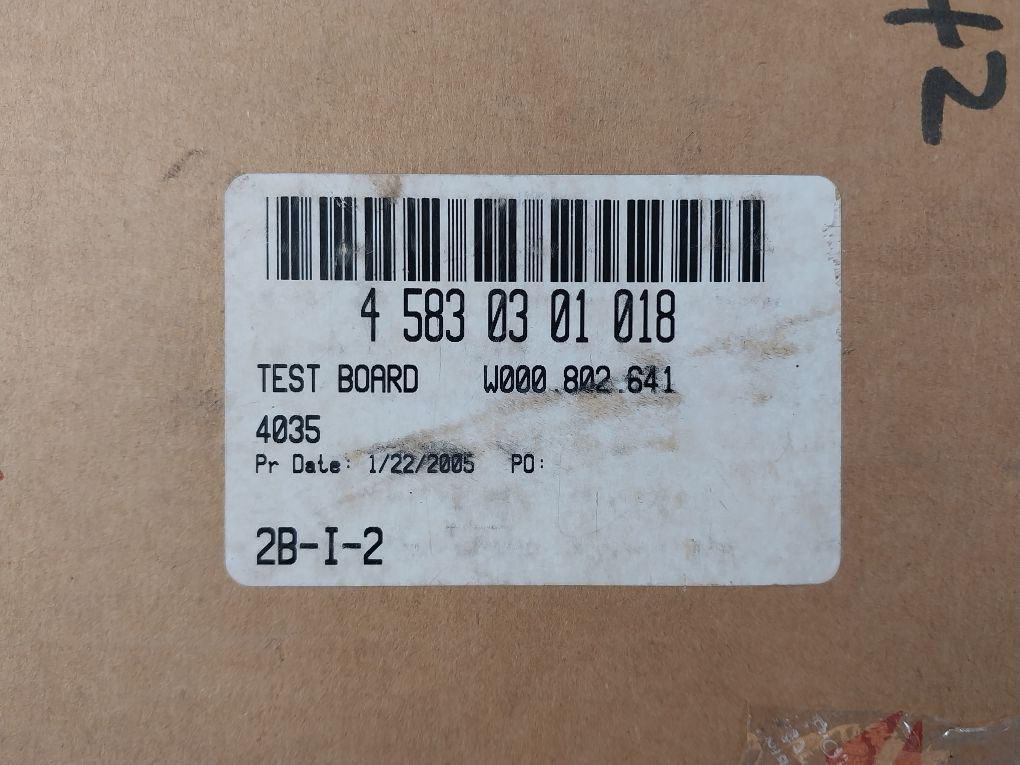 4 583 03 01 018
TEST BOARD W000.802.641
4035
Pr Date: 1/22/2005 PO:
2B-I-2